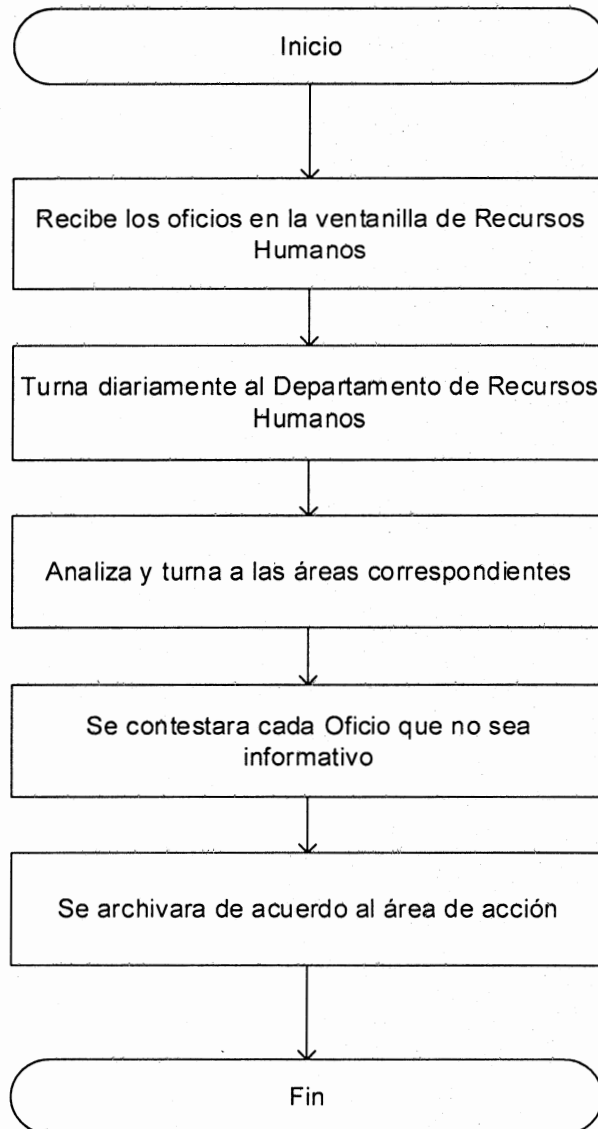 Inicio
Recibe los oficios en la ventanilla de Recursos
Humanos
Turna diariamente al Departamento de Recursos
Humanos
Analiza y turna a las áreas correspondientes
Se contestara cada Oficio que no sea
informativo
Se archivara de acuerdo al área de acción
Fin